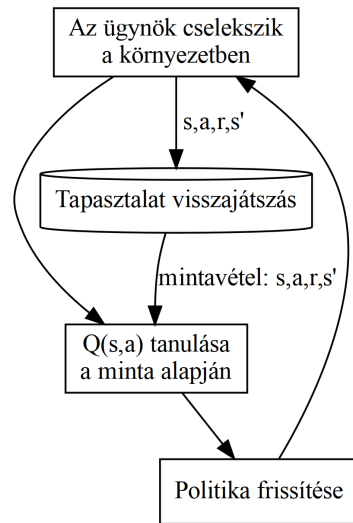 Az ügynök cselekszik
a környezetben
s,a,r,s'
Tapasztalat visszajátszás
mintavétel: s,a,r,s'
Q(s,a) tanulása
a minta alapján
Politika frissítése